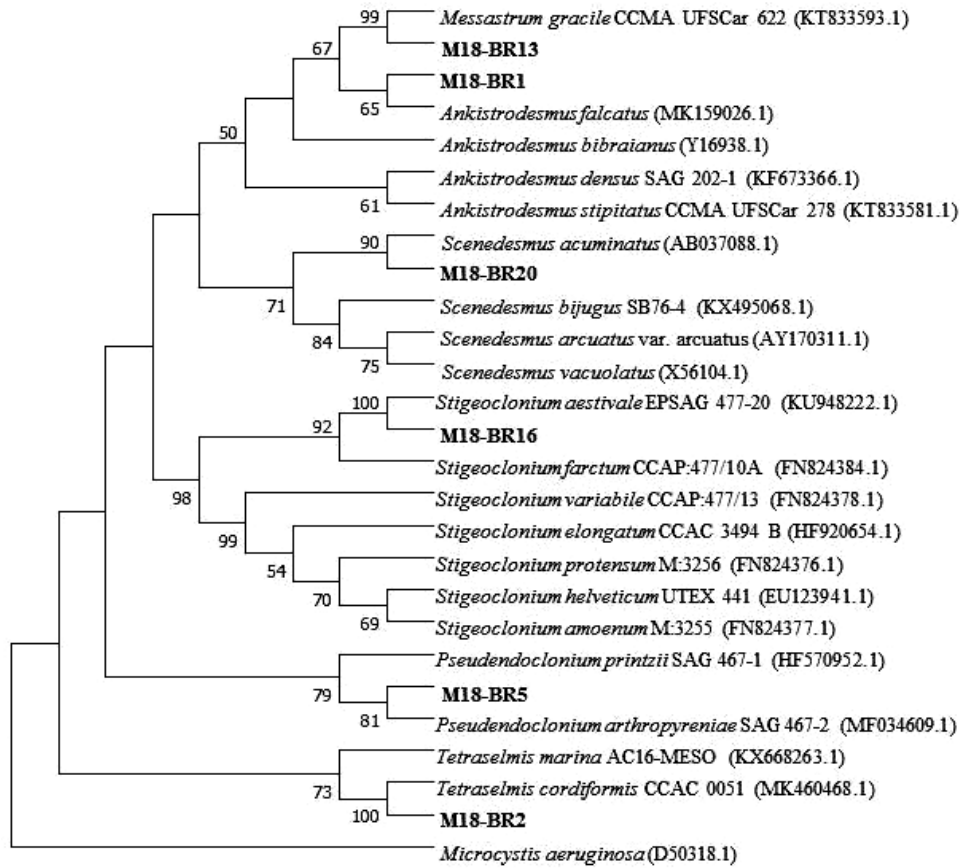 99
Messastrum gracile CCMA UFSCar 622 (KT833593.1)
67
M18-BR13
M18-BR1
65
Ankistrodesmus falcatus (MK159026.1)
50
Ankistrodesmus bibraianus (Y16938.1)
Ankistrodesmus densus SAG 202-1 (KF673366.1)
61
Ankistrodesmus stipitatus CCMA UFSCar 278 (KT833581.1)
90
Scenedesmus acuminatus (AB037088.1)
M18-BR20
71
Scenedesmus bijugus SB76-4 (KX495068.1)
84
Scenedesmus arcuatus var. arcuatus (AY170311.1)
75
Scenedesmus vacuolatus (X56104.1)
100
Stigeoclonium aestivale EPSAG 477-20 (KU948222.1)
92
M18-BR16
Stigeoclonium farctum CCAP:477/10A (FN824384.1)
98
Stigeoclonium variabile CCAP:477/13 (FN824378.1)
99
Stigeoclonium elongatum CCAC 3494 B (HF920654.1)
54
Stigeoclonium protensum M:3256 (FN824376.1)
70
Stigeoclonium helveticum UTEX 441 (EU123941.1)
69
Stigeoclonium amoenum M:3255 (FN824377.1)
Pseudendoclonium printzii SAG 467-1 (HF570952.1)
79
M18-BR5
81
Pseudendoclonium arthropyreniae SAG 467-2 (MF034609.1)
Tetraselmis marina AC16-MESO (KX668263.1)
73
Tetraselmis cordiformis CCAC 0051 (MK460468.1)
100
M18-BR2
Microcystis aeruginosa (D50318.1)